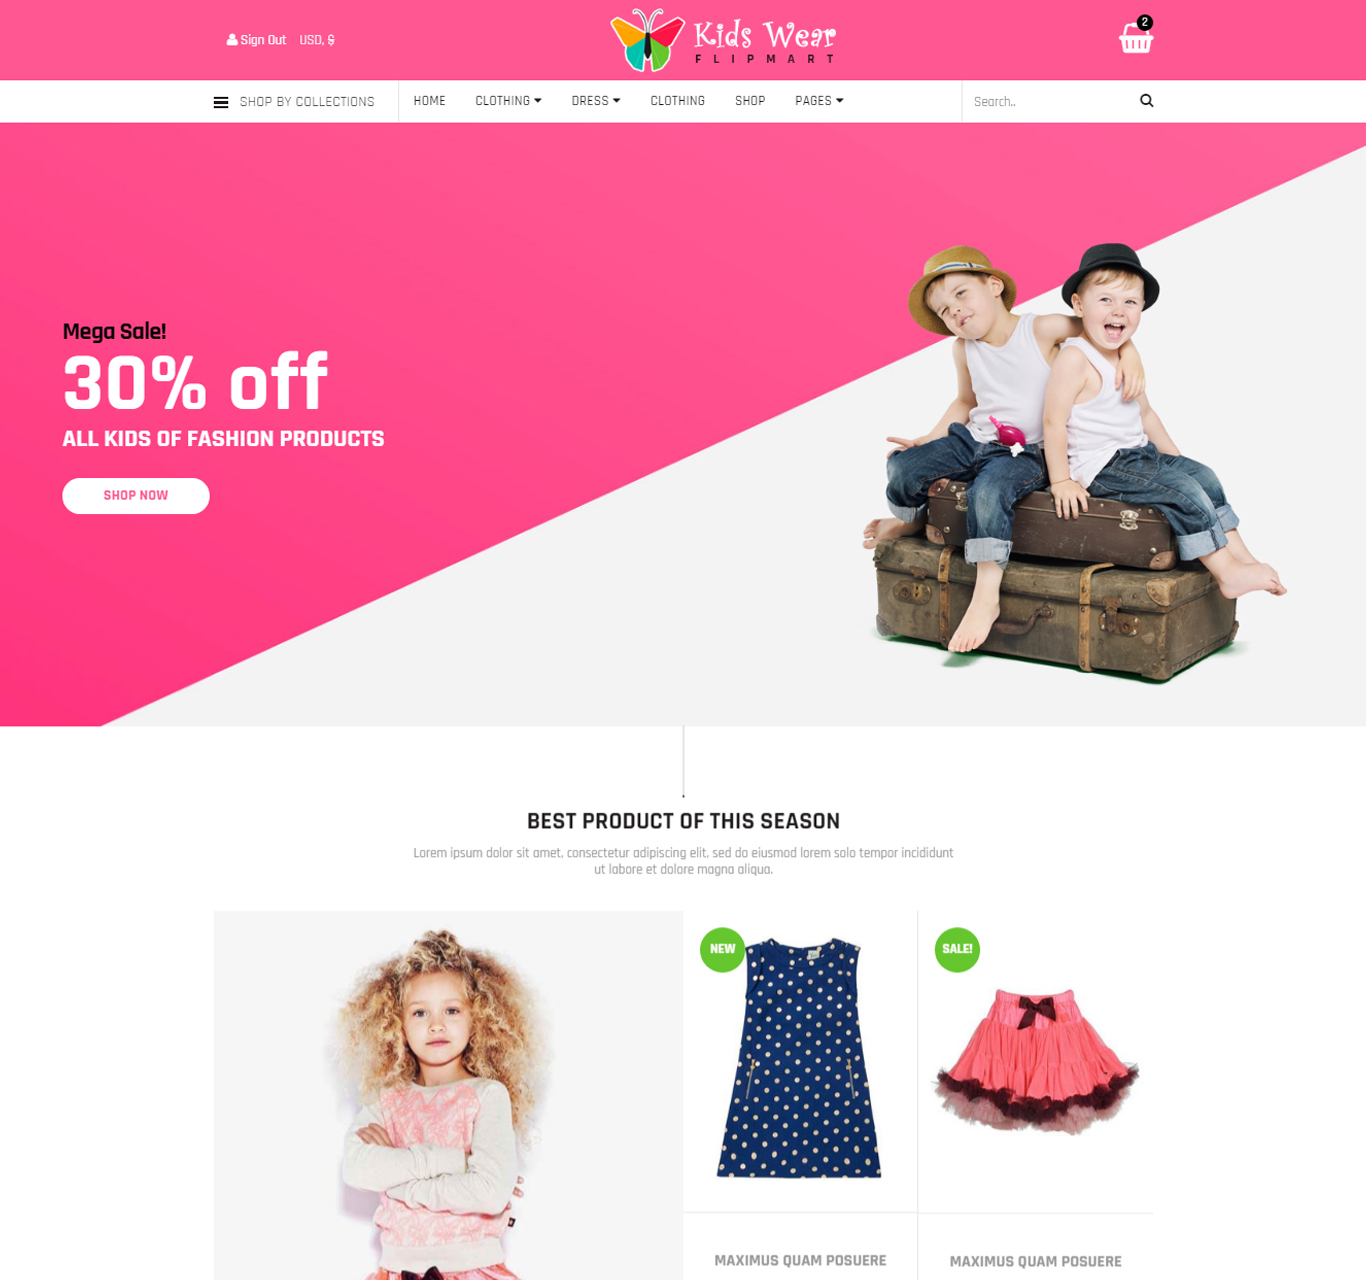 Sign Out USD, $
Kids Wear
FLIPMART
2
SHOP BY COLLECTIONS HOME CLOTHING DRESS CLOTHING SHOP PAGES Search..
Mega Sale!
30% off
ALL KIDS OF FASHION PRODUCTS
SHOP NOW
BEST PRODUCT OF THIS SEASON
Lorem ipsum dolor sit amet, consectetur adipiscing elit, sed do eiusmod lorem solo tempor incididunt
ut labore et dolore magna aliqua.
NEW
SALE!
MAXIMUS QUAM POSUERE
MAXIMUS QUAM POSUERE